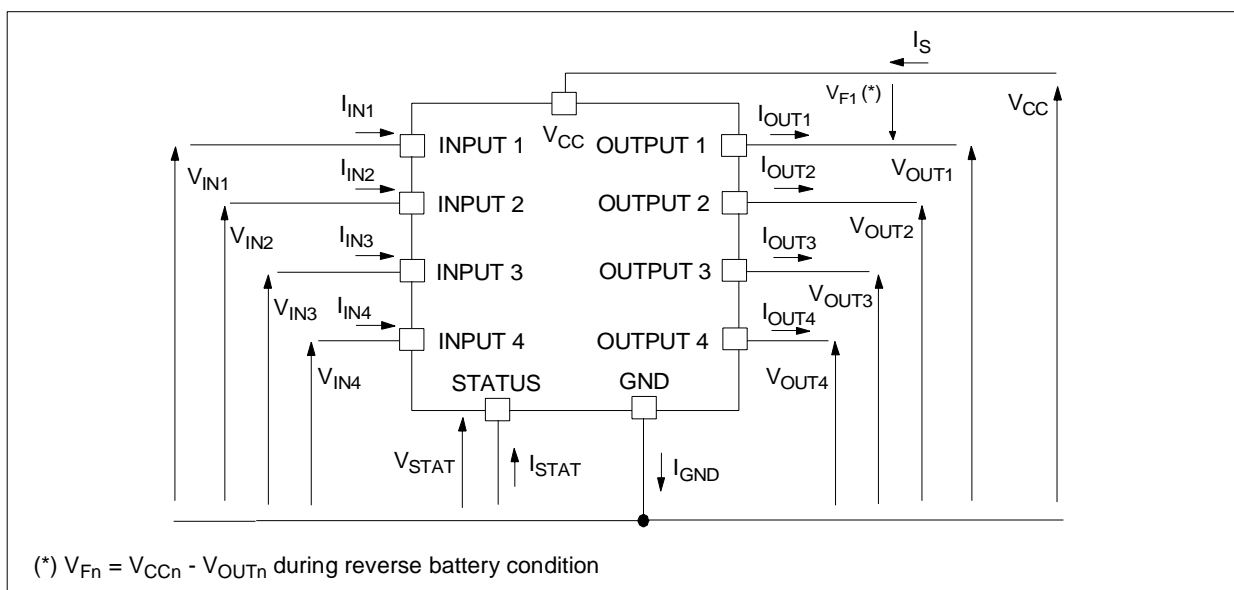 I_S
V_F1 (*)
V_CC
I_IN1
V_CC
I_OUT1
INPUT 1
OUTPUT 1
V_IN1
I_IN2
I_OUT2
V_OUT1
INPUT 2
OUTPUT 2
V_IN2
I_IN3
I_OUT3
V_OUT2
INPUT 3
OUTPUT 3
V_IN3
I_IN4
I_OUT4
V_OUT3
INPUT 4
OUTPUT 4
V_IN4
STATUS
GND
V_OUT4
V_STAT
I_STAT
I_GND
(*) V_Fn = V_CCn - V_OUTn during reverse battery condition